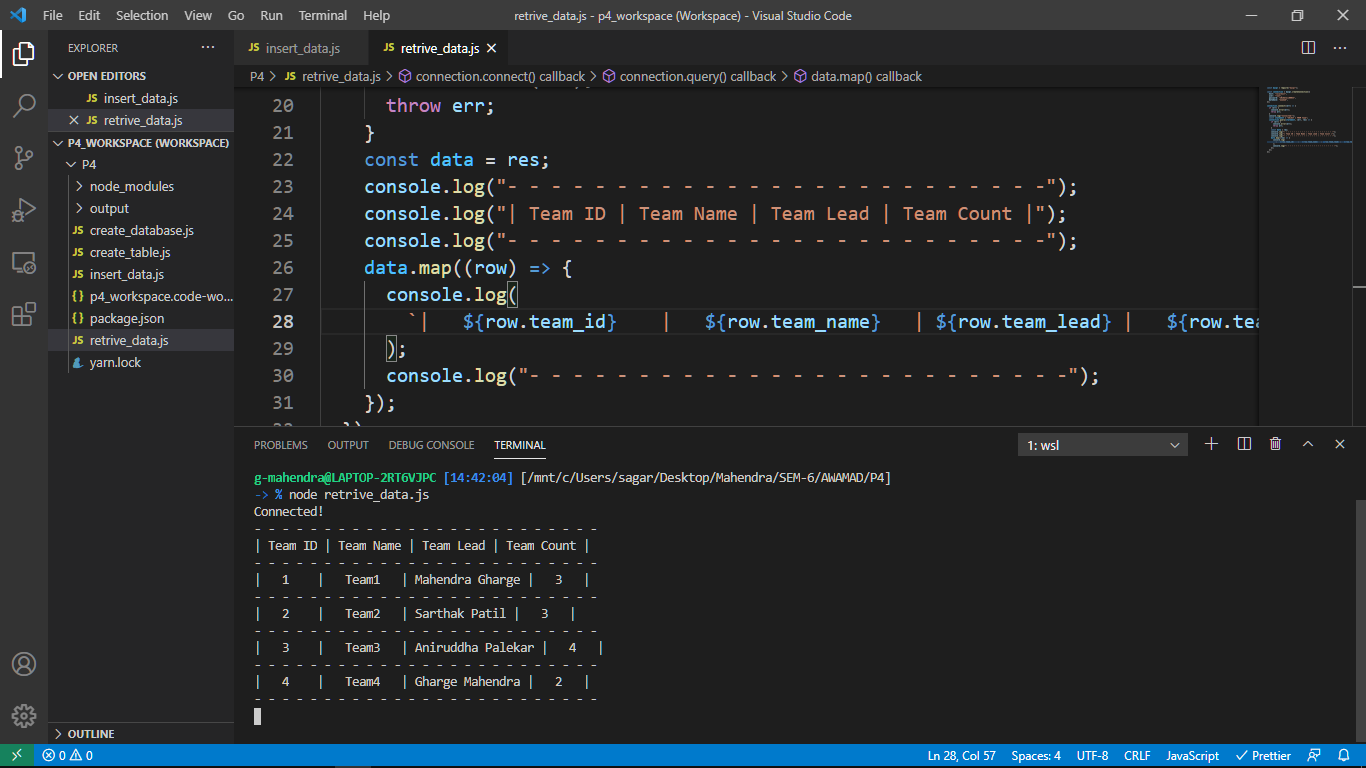 File Edit Selection View Go Run Terminal Help retrive_data.js - p4_workspace (Workspace) - Visual Studio Code
EXPLORER
OPEN EDITORS
JS insert_data.js
JS retrive_data.js
P4_WORKSPACE (WORKSPACE)
P4
node_modules
output
JS create_database.js
JS create_table.js
JS insert_data.js
{} p4_workspace.code-wo...
{} package.json
JS retrive_data.js
yarn.lock
OUTLINE
JS insert_data.js JS retrive_data.js
P4 > JS retrive_data.js > connection.connect() callback > connection.query() callback > data.map() callback
20 throw err;
21 }
22 const data = res;
23 console.log("- - - - - - - - - - - - - - - - - - - - - - - - -");
24 console.log("| Team ID | Team Name | Team Lead | Team Count |");
25 console.log("- - - - - - - - - - - - - - - - - - - - - - - - -");
26 data.map((row) => {
27 console.log(
28 `|   ${row.team_id}    |   ${row.team_name}   | ${row.team_lead} |   ${row.tea
29 );
30 console.log("- - - - - - - - - - - - - - - - - - - - - - - - -");
31 });
PROBLEMS OUTPUT DEBUG CONSOLE TERMINAL 1: wsl
g-mahendra@LAPTOP-2RT6VJPC [14:42:04] [/mnt/c/Users/sagar/Desktop/Mahendra/SEM-6/AWAMAD/P4]
-> % node retrive_data.js
Connected!
- - - - - - - - - - - - - - - - - - - - - - - - -
| Team ID | Team Name | Team Lead | Team Count |
- - - - - - - - - - - - - - - - - - - - - - - - -
|   1    |   Team1   | Mahendra Gharge |   3   |
- - - - - - - - - - - - - - - - - - - - - - - - -
|   2    |   Team2   | Sarthak Patil |   3   |
- - - - - - - - - - - - - - - - - - - - - - - - -
|   3    |   Team3   | Aniruddha Palekar |   4   |
- - - - - - - - - - - - - - - - - - - - - - - - -
|   4    |   Team4   | Gharge Mahendra |   2   |
- - - - - - - - - - - - - - - - - - - - - - - - -
0 0 Ln 28, Col 57 Spaces: 4 UTF-8 CRLF JavaScript Prettier